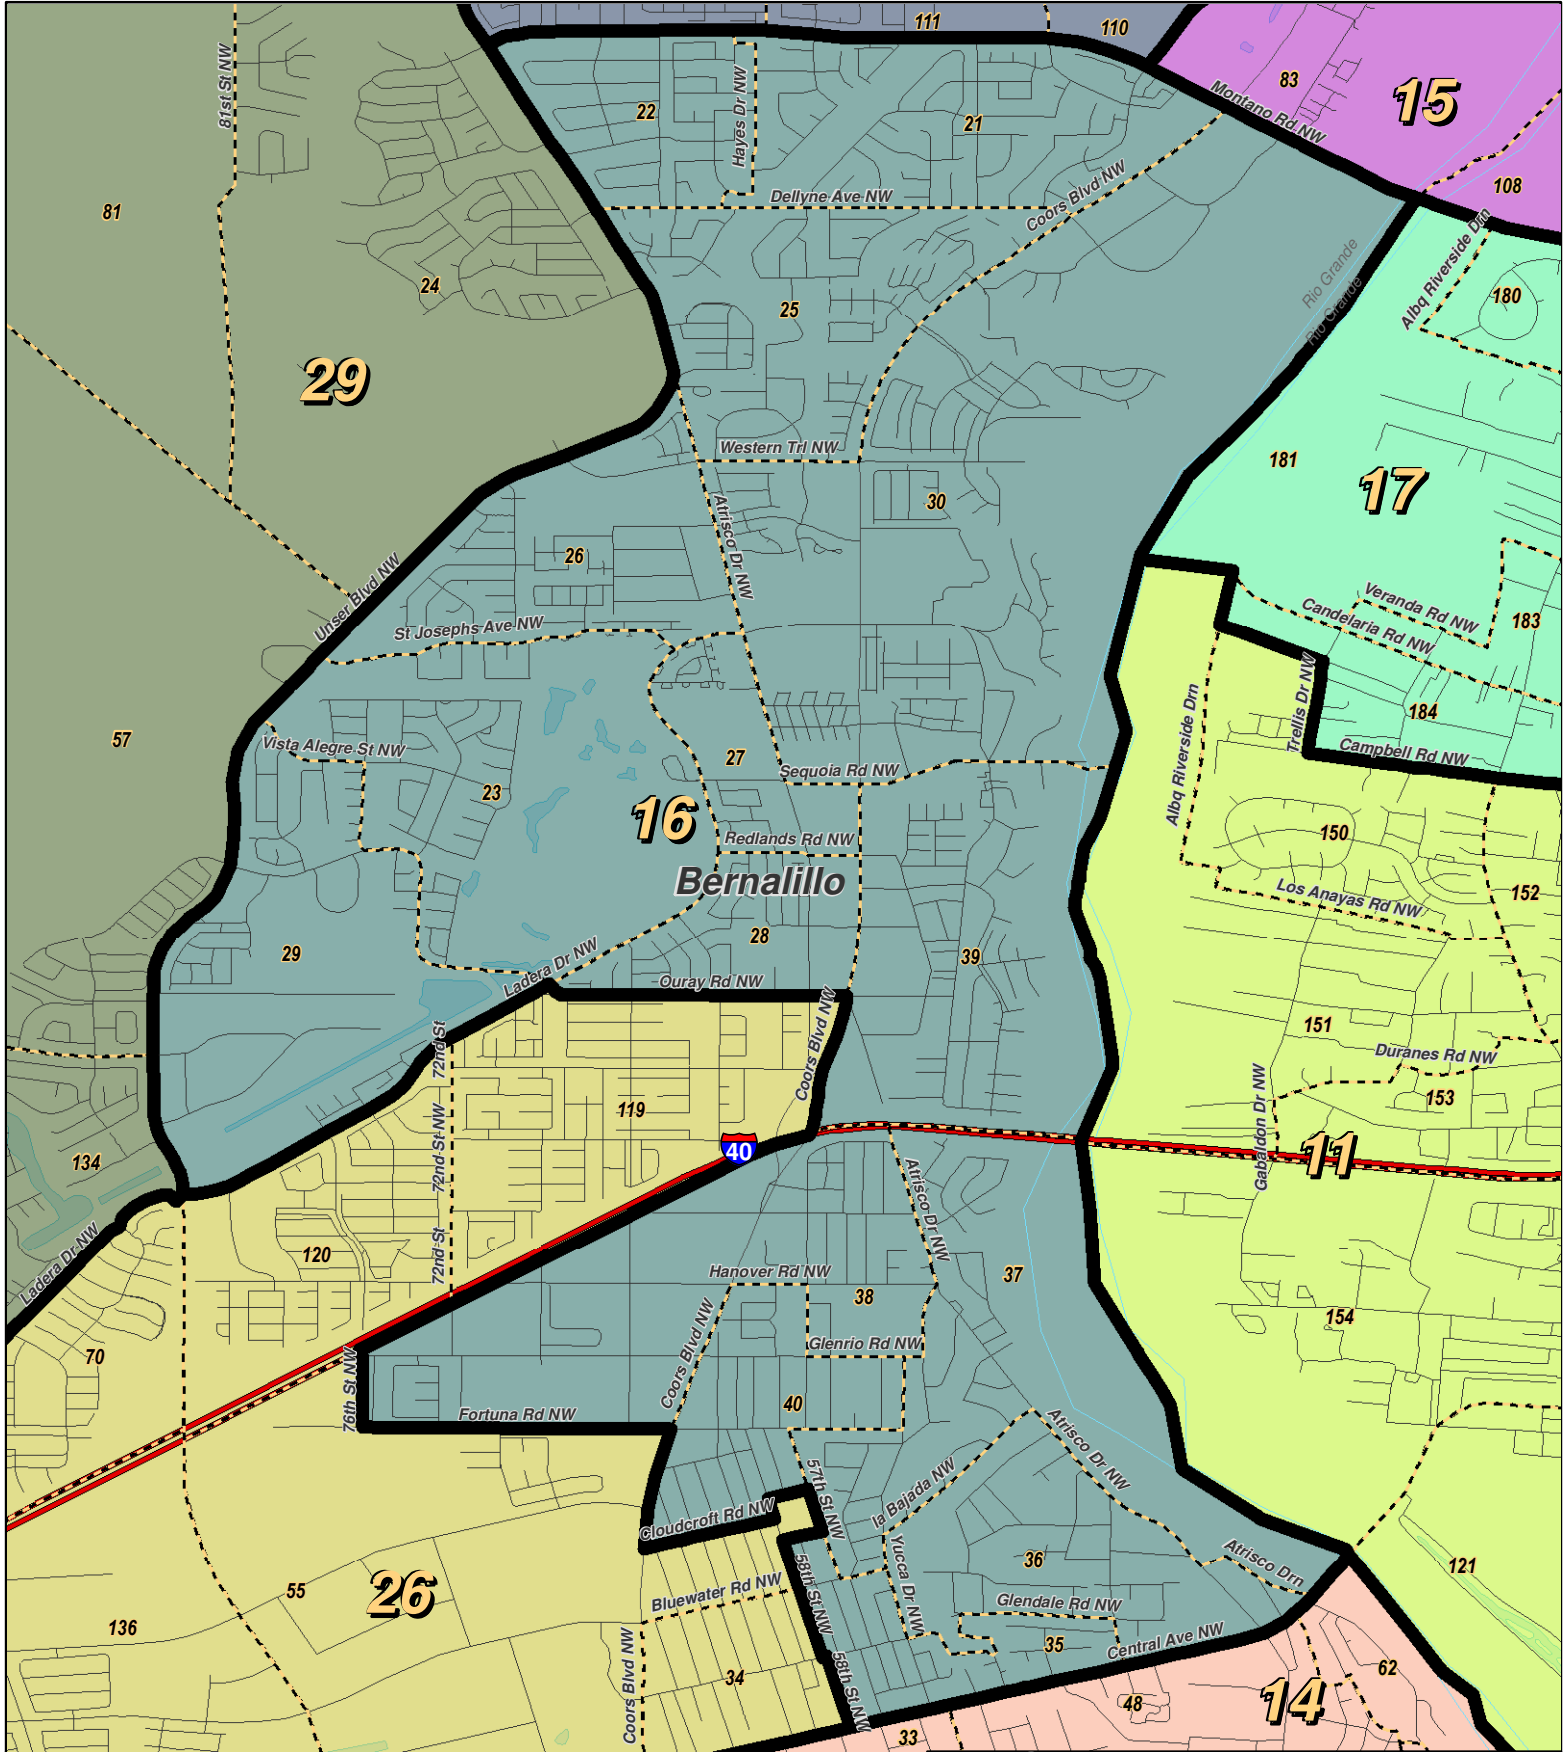 111
110
83
15
81st St NW
22
Hayes Dr NW
21
Montano Rd NW
108
81
Dellyne Ave NW
Coors Blvd NW
Albq Riverside Drn
24
25
Rio Grande
Rio Grande
180
29
Western Trl NW
181
17
30
Atrisco Dr NW
26
Unser Blvd NW
St Josephs Ave NW
Veranda Rd NW
Candelaria Rd NW
183
Trellis Dr NW
184
57
Vista Alegre St NW
27
Campbell Rd NW
Albq Riverside Drn
Sequoia Rd NW
23
16
150
Redlands Rd NW
Bernalillo
Los Anayas Rd NW
152
28
29
39
Ladera Dr NW
Ouray Rd NW
Coors Blvd NW
151
72nd St
Duranes Rd NW
153
119
Gabaldon Dr NW
11
40
134
72nd St NW
Atrisco Dr NW
Ladera Dr NW
120
72nd St
Hanover Rd NW
37
38
154
Coors Blvd NW
Glenrio Rd NW
70
76th St NW
40
Fortuna Rd NW
Atrisco Dr NW
57th St NW
la Bajada NW
Cloudcroft Rd NW
Yucca Dr NW
36
Atrisco Drn
121
55
26
58th St NW
Bluewater Rd NW
Glendale Rd NW
136
35
Central Ave NW
Coors Blvd NW
34
58th St NW
62
14
48
33